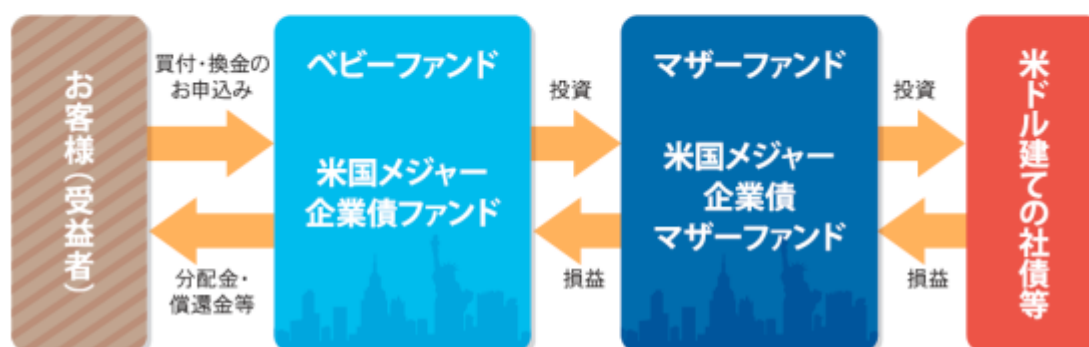 お客様（受益者）
買付・換金の
お申込み
分配金・
償還金等
ベビーファンド
米国メジャー
企業債ファンド
投資
損益
マザーファンド
米国メジャー
企業債
マザーファンド
投資
損益
米ドル建ての社債等